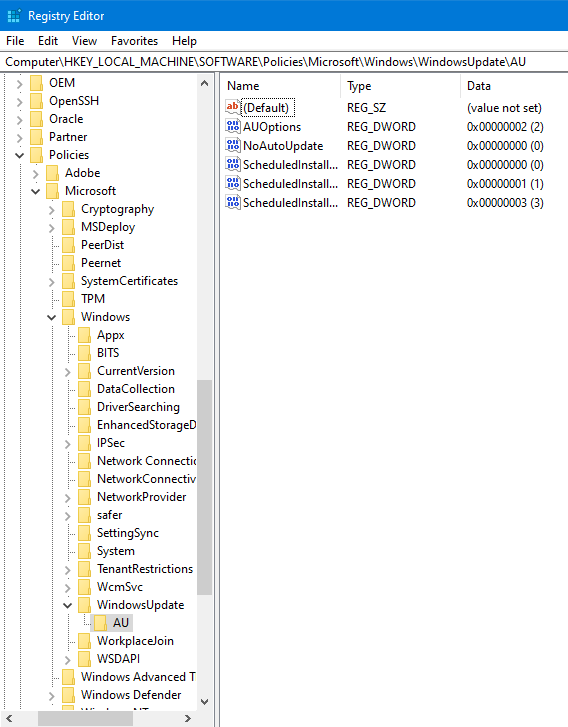 Registry Editor
File Edit View Favorites Help
Computer\HKEY_LOCAL_MACHINE\SOFTWARE\Policies\Microsoft\Windows\WindowsUpdate\AU
OEM
OpenSSH
Oracle
Partner
Policies
Adobe
Microsoft
Cryptography
MSDeploy
PeerDist
Peernet
SystemCertificates
TPM
Windows
Appx
BITS
CurrentVersion
DataCollection
DriverSearching
EnhancedStorageD
IPSec
Network Connectic
NetworkConnectiv
NetworkProvider
safer
SettingSync
System
TenantRestrictions
WcmSvc
WindowsUpdate
AU
WorkplaceJoin
WSDAPI
Windows Advanced T
Windows Defender
Name Type Data
ab (Default) REG_SZ (value not set)
AUOptions REG_DWORD 0x00000002 (2)
NoAutoUpdate REG_DWORD 0x00000000 (0)
ScheduledInstall... REG_DWORD 0x00000000 (0)
ScheduledInstall... REG_DWORD 0x00000001 (1)
ScheduledInstall... REG_DWORD 0x00000003 (3)